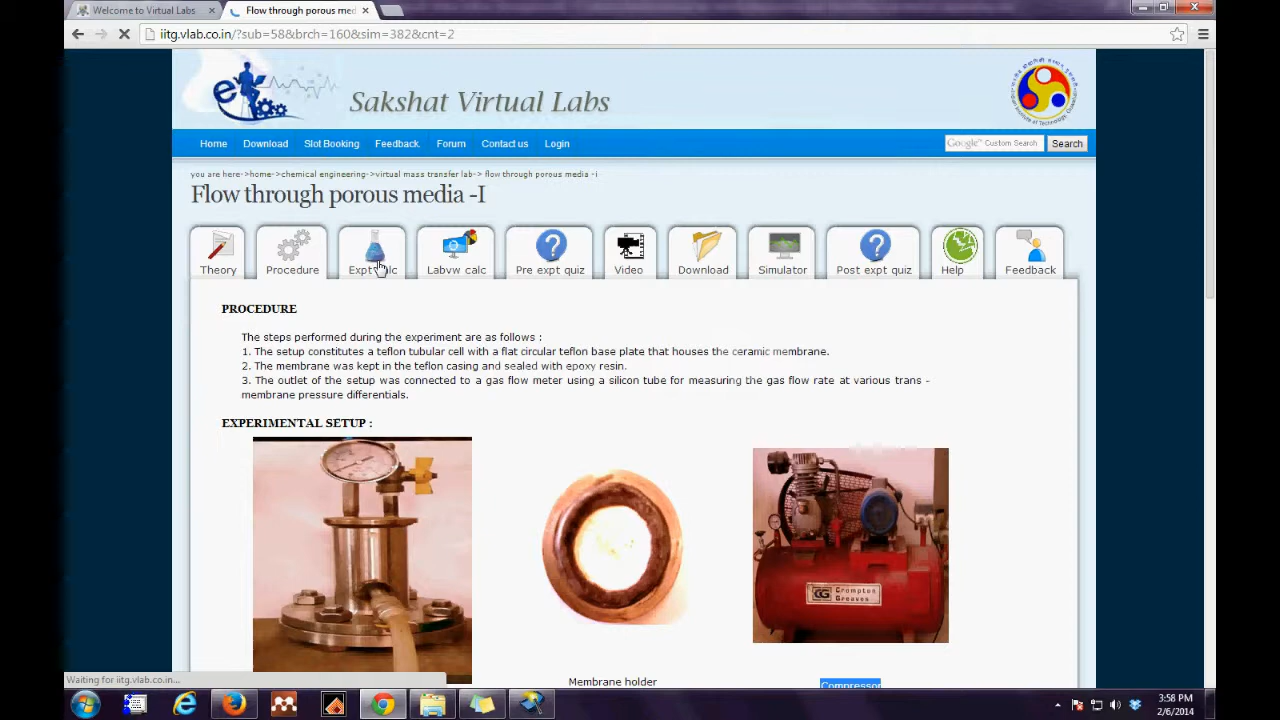 Welcome to Virtual Labs
Flow through porous med
iitg.vlab.co.in/?sub=58&brch=160&sim=382&cnt=2
Sakshat Virtual Labs
Home Download Slot Booking Feedback Forum Contact us Login
Google™ Custom Search Search
you are here->home->chemical engineering->virtual mass transfer lab-> flow through porous media -i
Flow through porous media -I
Theory Procedure Expt calc Labvw calc Pre expt quiz Video Download Simulator Post expt quiz Help Feedback
PROCEDURE
The steps performed during the experiment are as follows :
1. The setup constitutes a teflon tubular cell with a flat circular teflon base plate that houses the ceramic membrane.
2. The membrane was kept in the teflon casing and sealed with epoxy resin.
3. The outlet of the setup was connected to a gas flow meter using a silicon tube for measuring the gas flow rate at various trans -
membrane pressure differentials.
EXPERIMENTAL SETUP :
CG
Crompton
Greaves
Membrane holder
Compressor
Waiting for iitg.vlab.co.in...
3:58 PM
2/6/2014